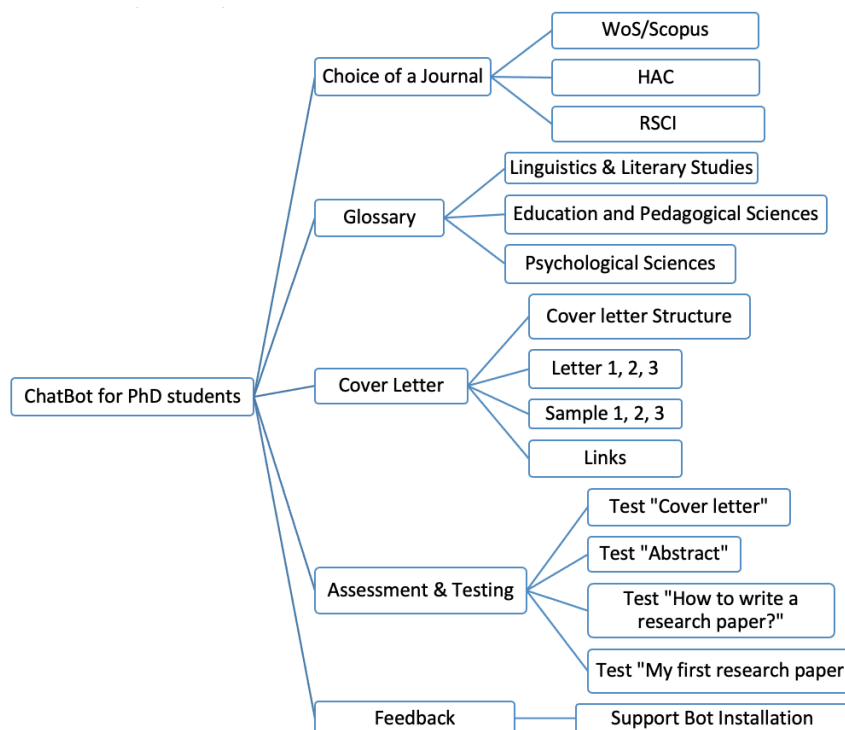 ChatBot for PhD students
Choice of a Journal
WoS/Scopus
HAC
RSCI
Glossary
Linguistics & Literary Studies
Education and Pedagogical Sciences
Psychological Sciences
Cover Letter
Cover letter Structure
Letter 1, 2, 3
Sample 1, 2, 3
Links
Assessment & Testing
Test "Cover letter"
Test "Abstract"
Test "How to write a
research paper?"
Test "My first research paper
Feedback
Support Bot Installation